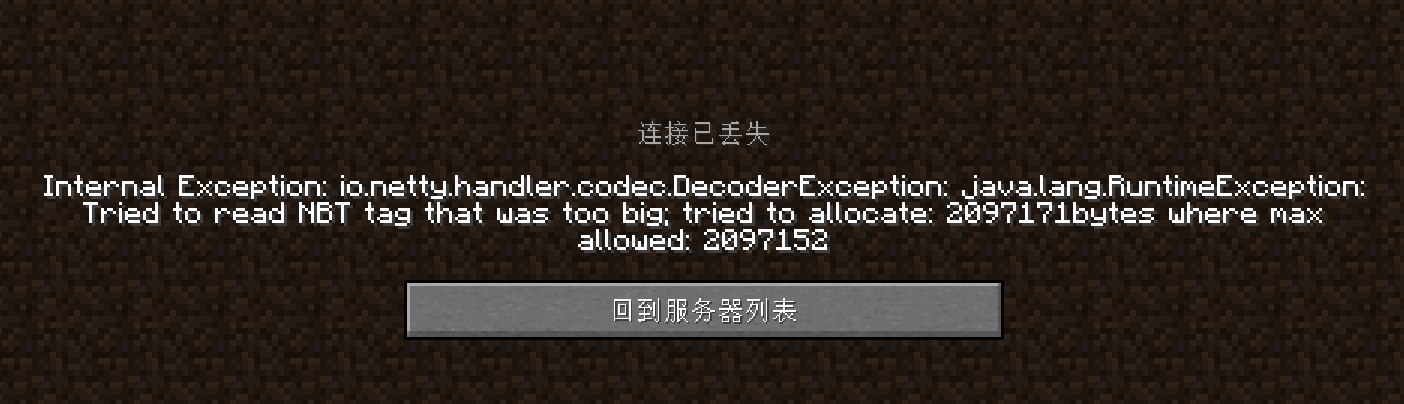 连接已丢失
Internal Exception: io.netty.handler.codec.DecoderException: java.lang.RuntimeException:
Tried to read NBT tag that was too big; tried to allocate: 2097171bytes where max
allowed: 2097152
回到服务器列表